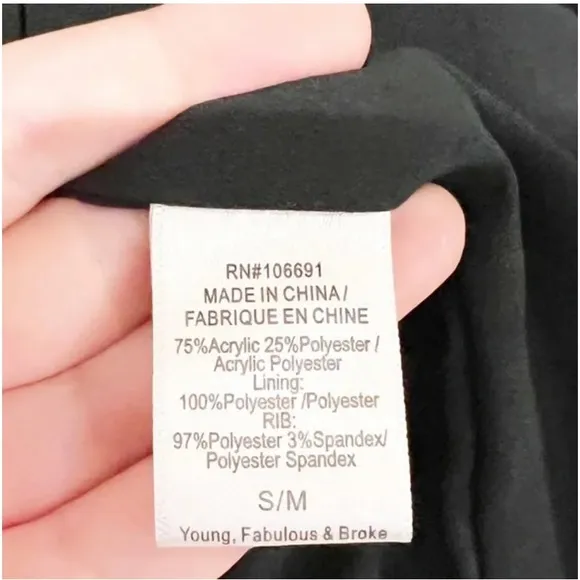 RN#106691
MADE IN CHINA/
FABRIQUE EN CHINE
75%Acrylic 25%Polyester /
Acrylic Polyester
Lining:
100%Polyester /Polyester
RIB:
97%Polyester 3%Spandex/
Polyester Spandex
S/M
Young, Fabulous & Broke